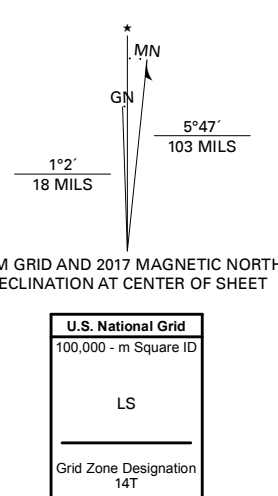 ★
MN
GN
5°47´
103 MILS
1°2´
18 MILS
M GRID AND 2017 MAGNETIC NORTH
ECLINATION AT CENTER OF SHEET
U.S. National Grid
100,000 - m Square ID
LS
Grid Zone Designation
14T